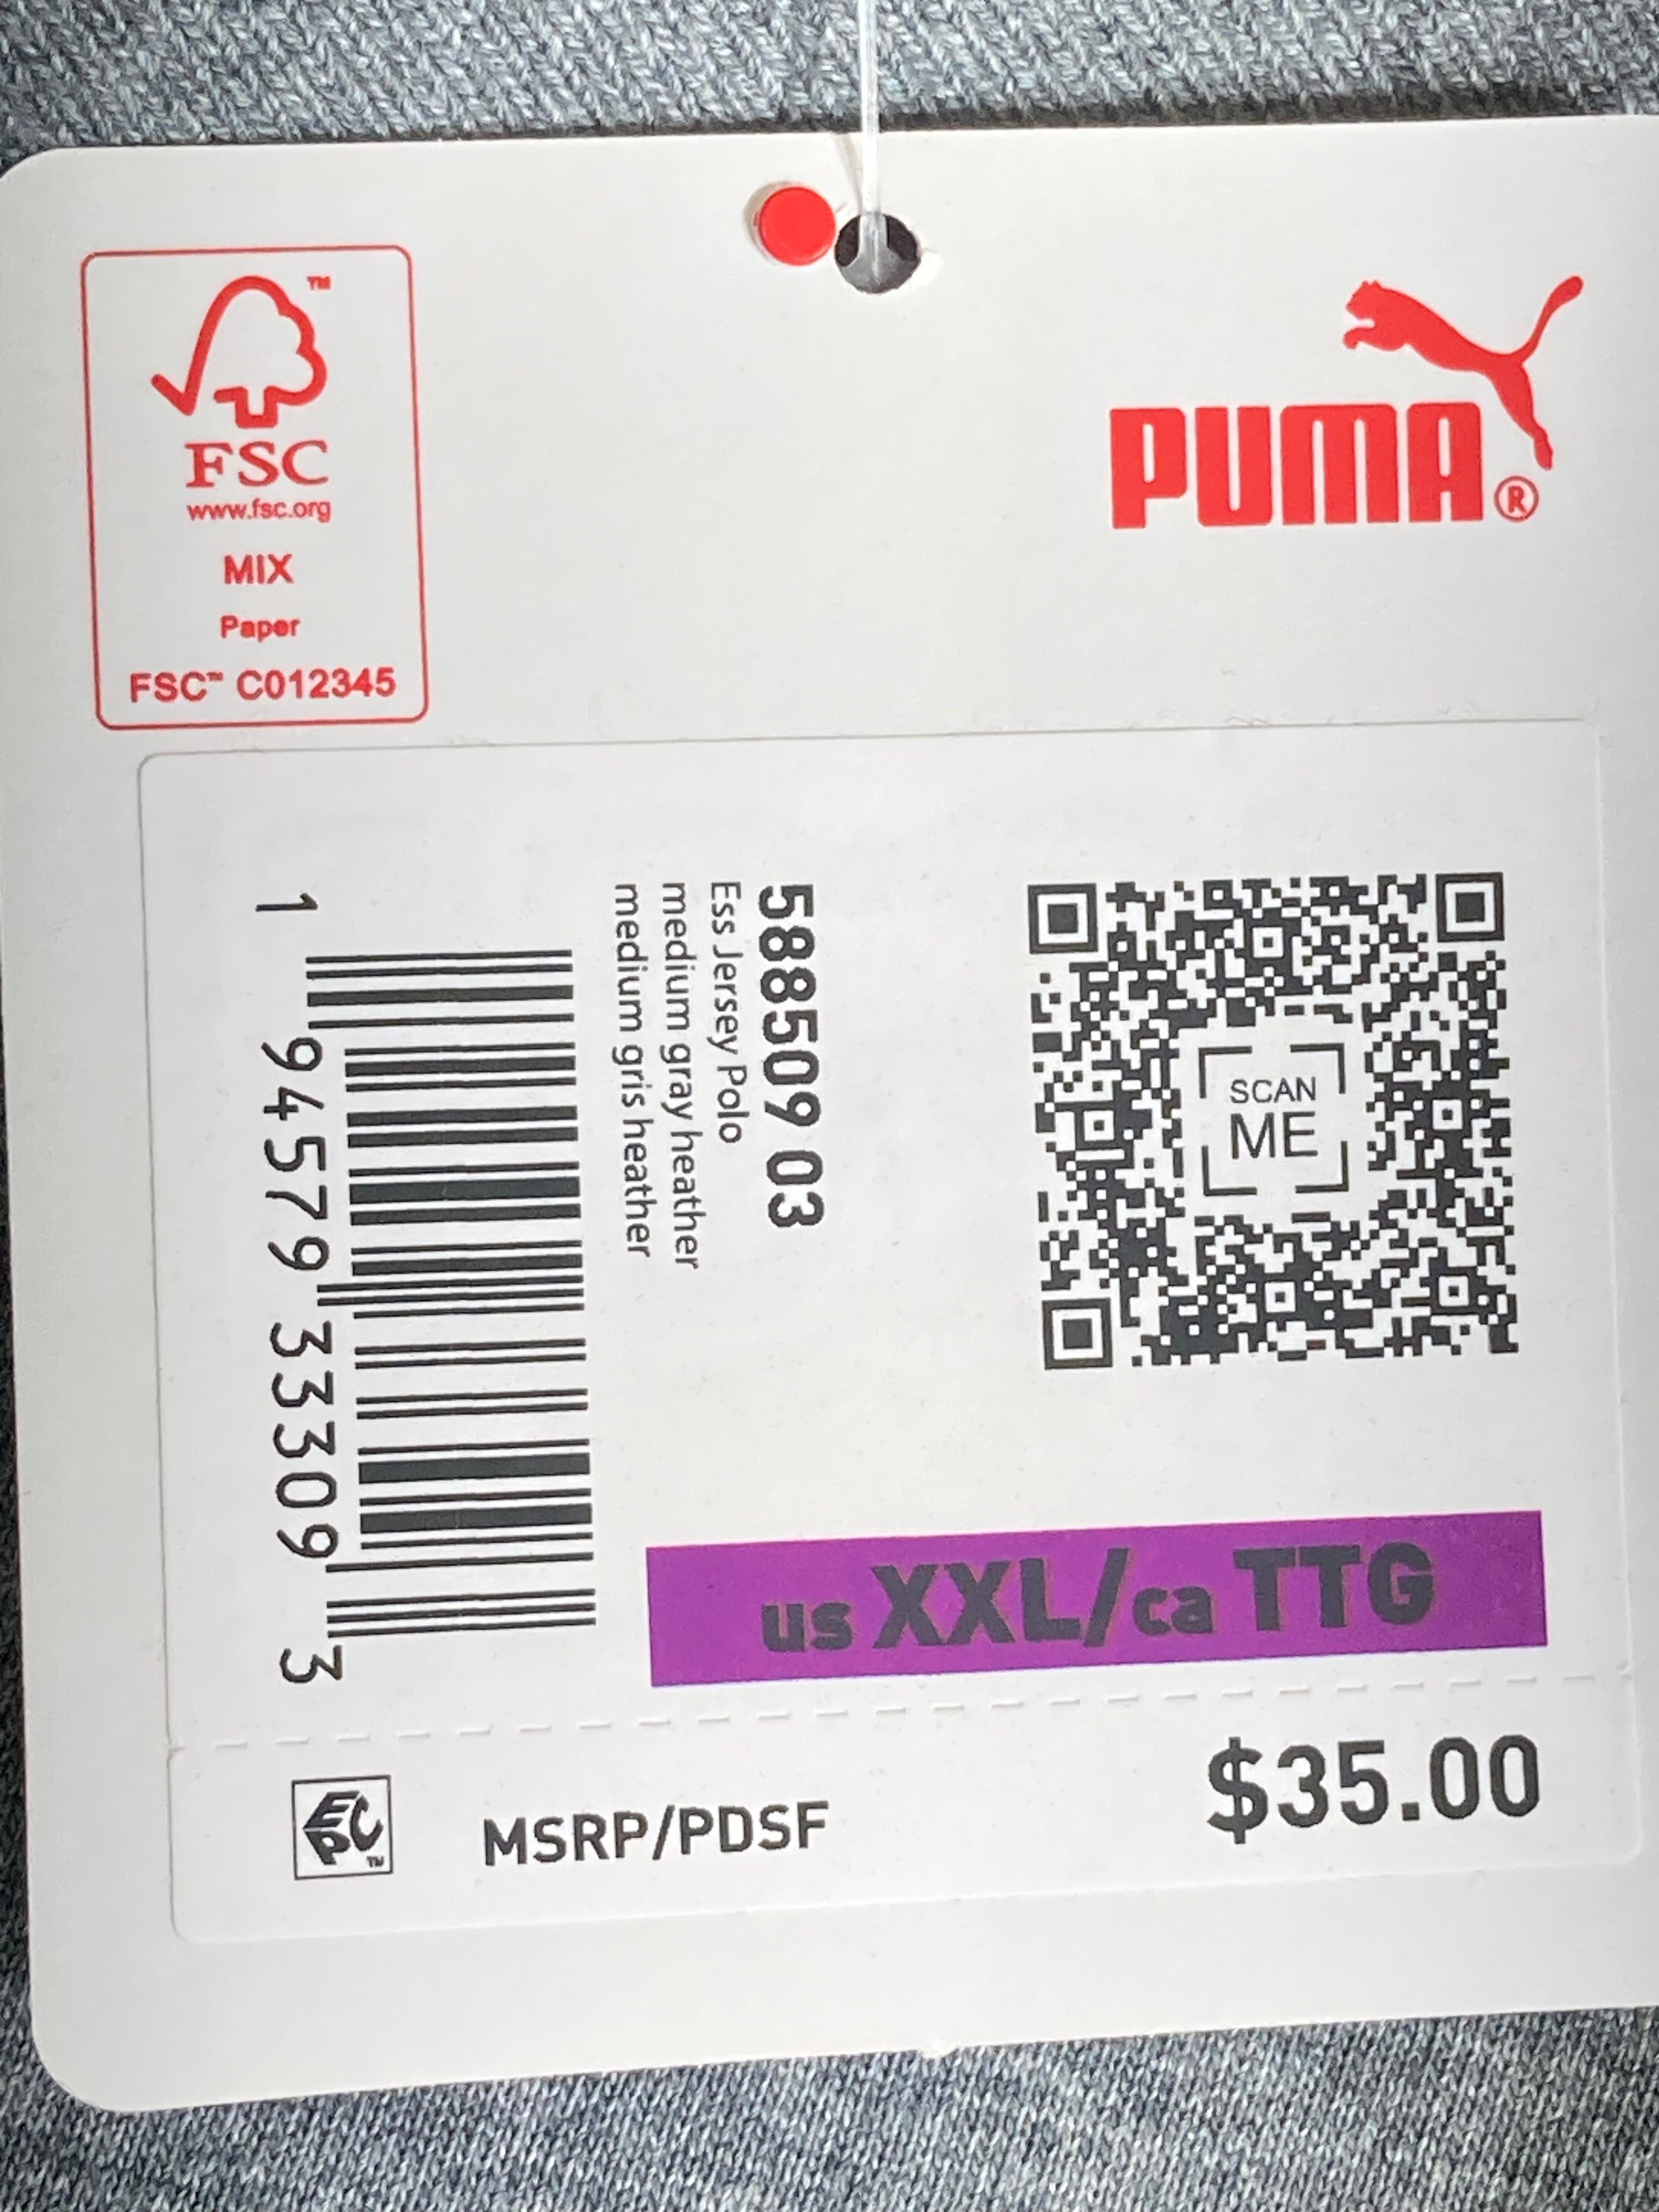 FSC
www.fsc.org
MIX
Paper
FSC™ C012345
PUMA®
SCAN
ME
588509 03
Ess Jersey Polo
medium gray heather
medium gris heather
1 94579 33309 3
us XXL/ca TTG
EPC™
MSRP/PDSF
$35.00